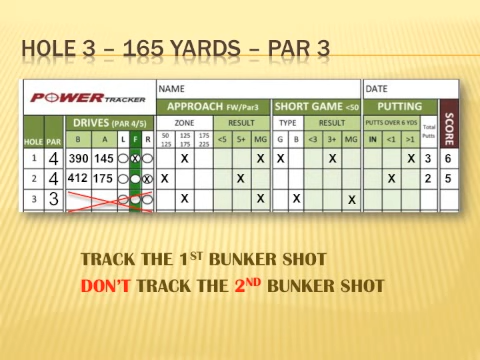 HOLE 3 – 165 YARDS – PAR 3
NAME
DATE
POWER TRACKER
APPROACH FW/Par3 SHORT GAME <50 PUTTING
DRIVES (PAR 4/5) ZONE RESULT TYPE RESULT PUTTS OVER 6 YDS Total Putts SCORE
HOLE PAR B A L F R 50 125 125 175 175 225 <5 5+ MG G B <3 3+ MG IN <1 >1
1 4 390 145 X X X X X X 3 6
2 4 412 175 X X X X 2 5
3 3 X X X X
TRACK THE 1ST BUNKER SHOT
DON'T TRACK THE 2ND BUNKER SHOT